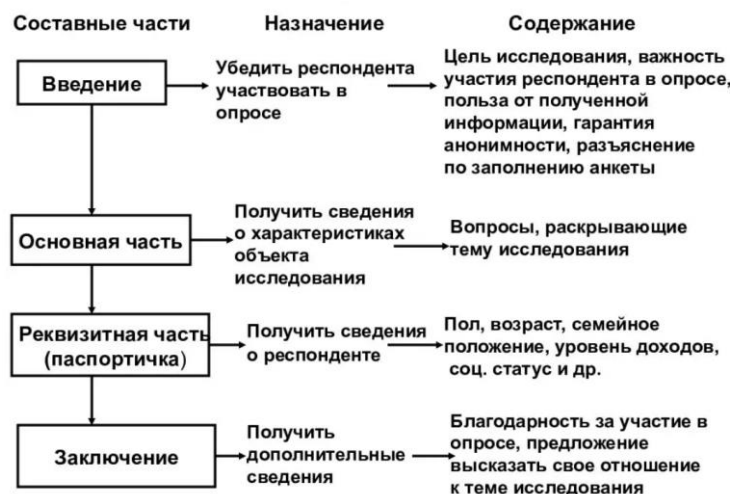 Составные части
Назначение
Содержание
Введение
Убедить респондента
участвовать в
опросе
Цель исследования, важность
участия респондента в опросе,
польза от полученной
информации, гарантия
анонимности, разъяснение
по заполнению анкеты
Основная часть
Получить сведения
о характеристиках
объекта
исследования
Вопросы, раскрывающие
тему исследования
Реквизитная часть
(паспортичка)
Получить сведения
о респонденте
Пол, возраст, семейное
положение, уровень доходов,
соц. статус и др.
Заключение
Получить
дополнительные
сведения
Благодарность за участие в
опросе, предложение
высказать свое отношение
к теме исследования